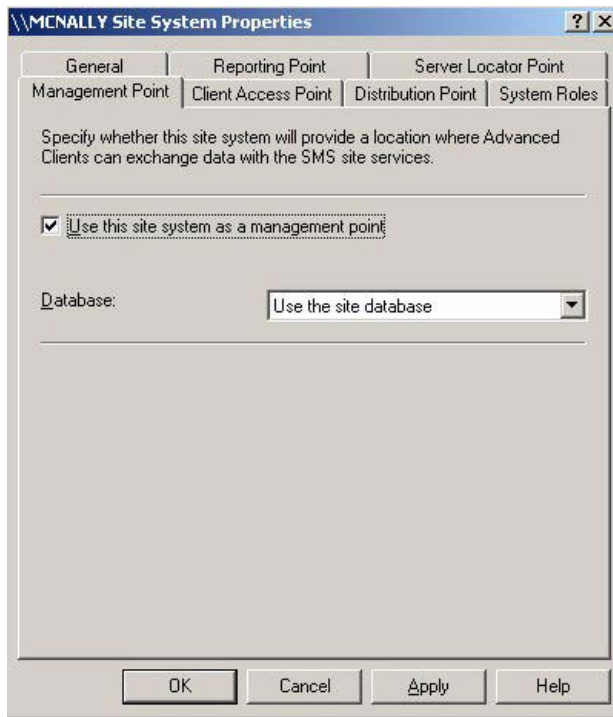 \\MCNALLY Site System Properties
General
Reporting Point
Server Locator Point
Management Point
Client Access Point
Distribution Point
System Roles
Specify whether this site system will provide a location where Advanced
Clients can exchange data with the SMS site services.
Use this site system as a management point
Database:
Use the site database
OK
Cancel
Apply
Help